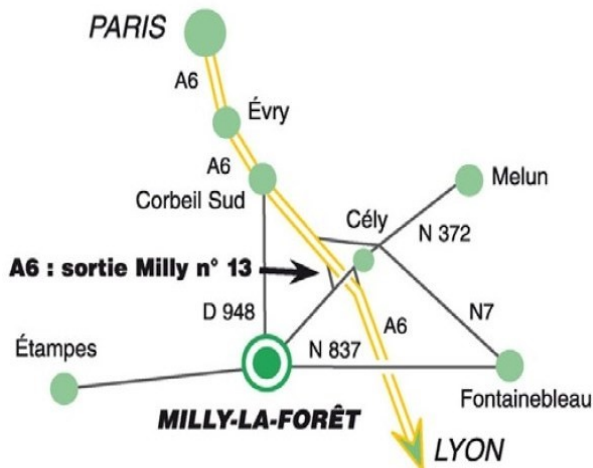 PARIS
A6
Évry
A6
Corbeil Sud
Melun
Cély
N 372
A6 : sortie Milly n° 13
D 948
A6
N7
Étampes
N 837
MILLY-LA-FORÊT
Fontainebleau
LYON